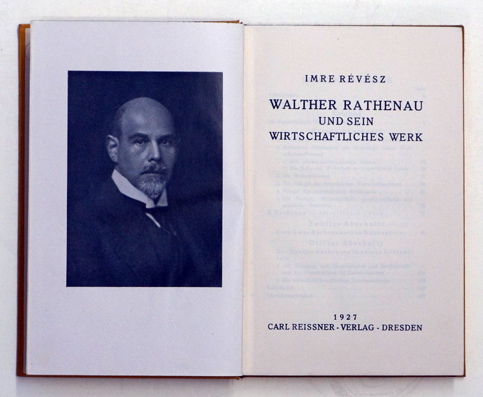 IMRE RÉVÉSZ
WALTHER RATHENAU
UND SEIN
WIRTSCHAFTLICHES WERK
1927
CARL REISSNER - VERLAG - DRESDEN